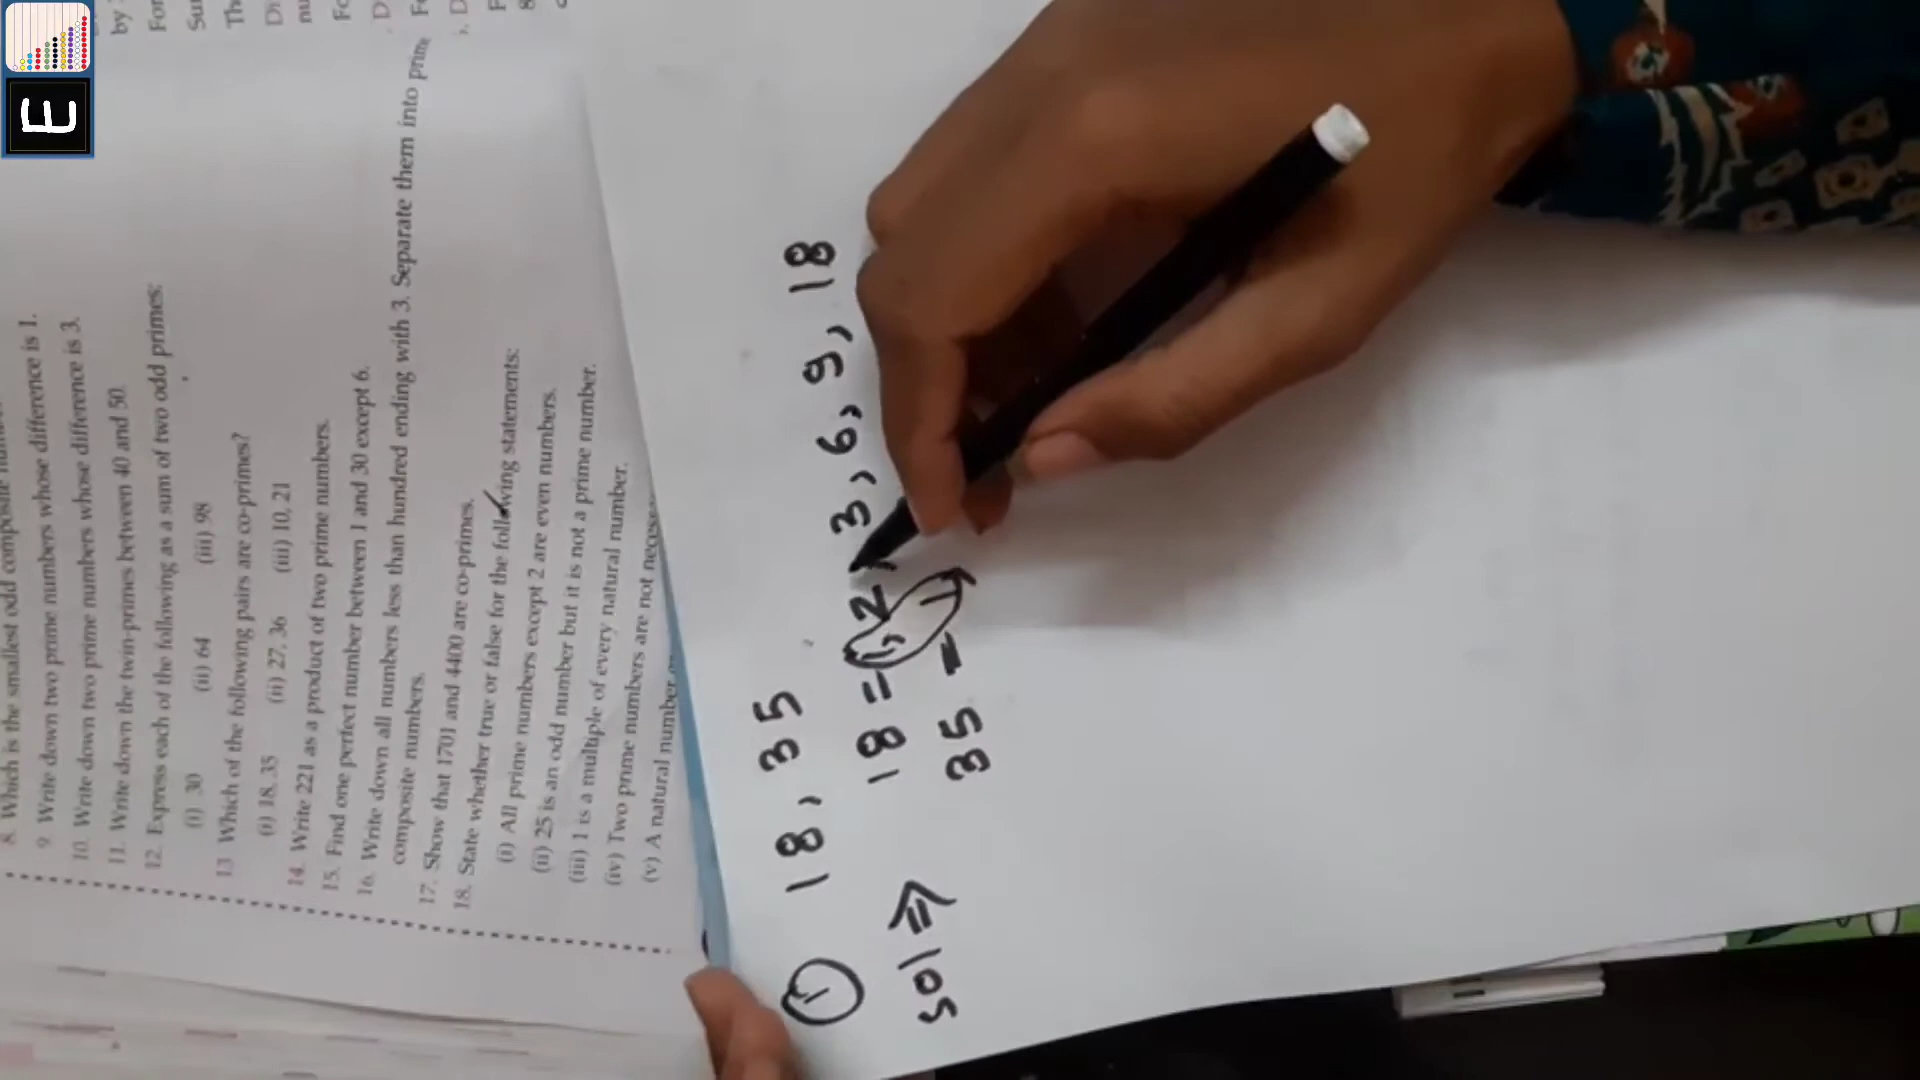 8. Which is the smallest odd composite
9. Write down two prime numbers whose difference is 1.
10. Write down two prime numbers whose difference is 3.
11. Write down the twin-primes between 40 and 50.
12. Express each of the following as a sum of two odd primes:
(i) 30 (ii) 64 (iii) 98
13. Which of the following pairs are co-primes?
(i) 18, 35 (ii) 27, 36 (iii) 10, 21
14. Write 221 as a product of two prime numbers.
15. Find one perfect number between 1 and 30 except 6.
16. Write down all numbers less than hundred ending with 3. Separate them into prime
composite numbers.
17. Show that 1701 and 4400 are co-primes.
18. State whether true or false for the following statements:
(i) All prime numbers except 2 are even numbers.
(ii) 25 is an odd number but it is not a prime number.
(iii) 1 is a multiple of every natural number.
(iv) Two prime numbers are not
(v) A natural number
by
E
① 18, 35
sol ⇒ 18 = 1, 2, 3, 6, 9, 18
35 = 1,